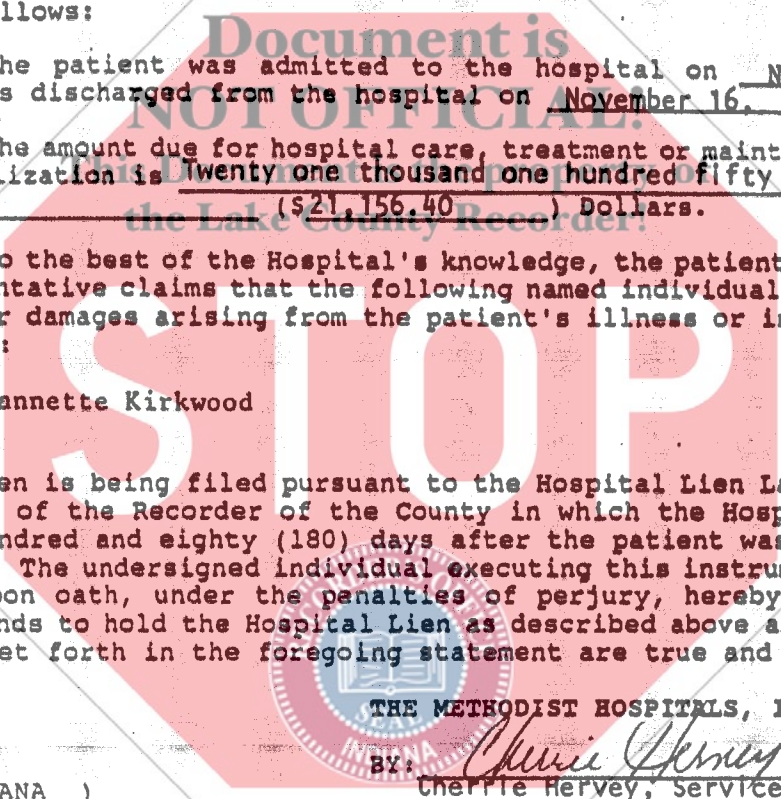 llows:
Document is
he patient was admitted to the hospital on N
s discharged from the hospital on November 16,
NOT OFFICIAL!
he amount due for hospital care, treatment or maint
This Document is the property of
lization is Twenty one thousand one hundred fifty
($21,156.40 ) Dollars.
the Lake County Recorder!
o the best of the Hospital's knowledge, the patient
ntative claims that the following named individual
r damages arising from the patient's illness or in
:
STOP
annette Kirkwood
en is being filed pursuant to the Hospital Lien La
of the Recorder of the County in which the Hosp
ndred and eighty (180) days after the patient was
The undersigned individual executing this instru
on oath, under the penalties of perjury, hereby
nds to hold the Hospital Lien as described above a
et forth in the foregoing statement are true and
SEAL
INDIANA
THE METHODIST HOSPITALS, I
BY: Cherrie Hervey
Cherrie Hervey, Service
ANA )